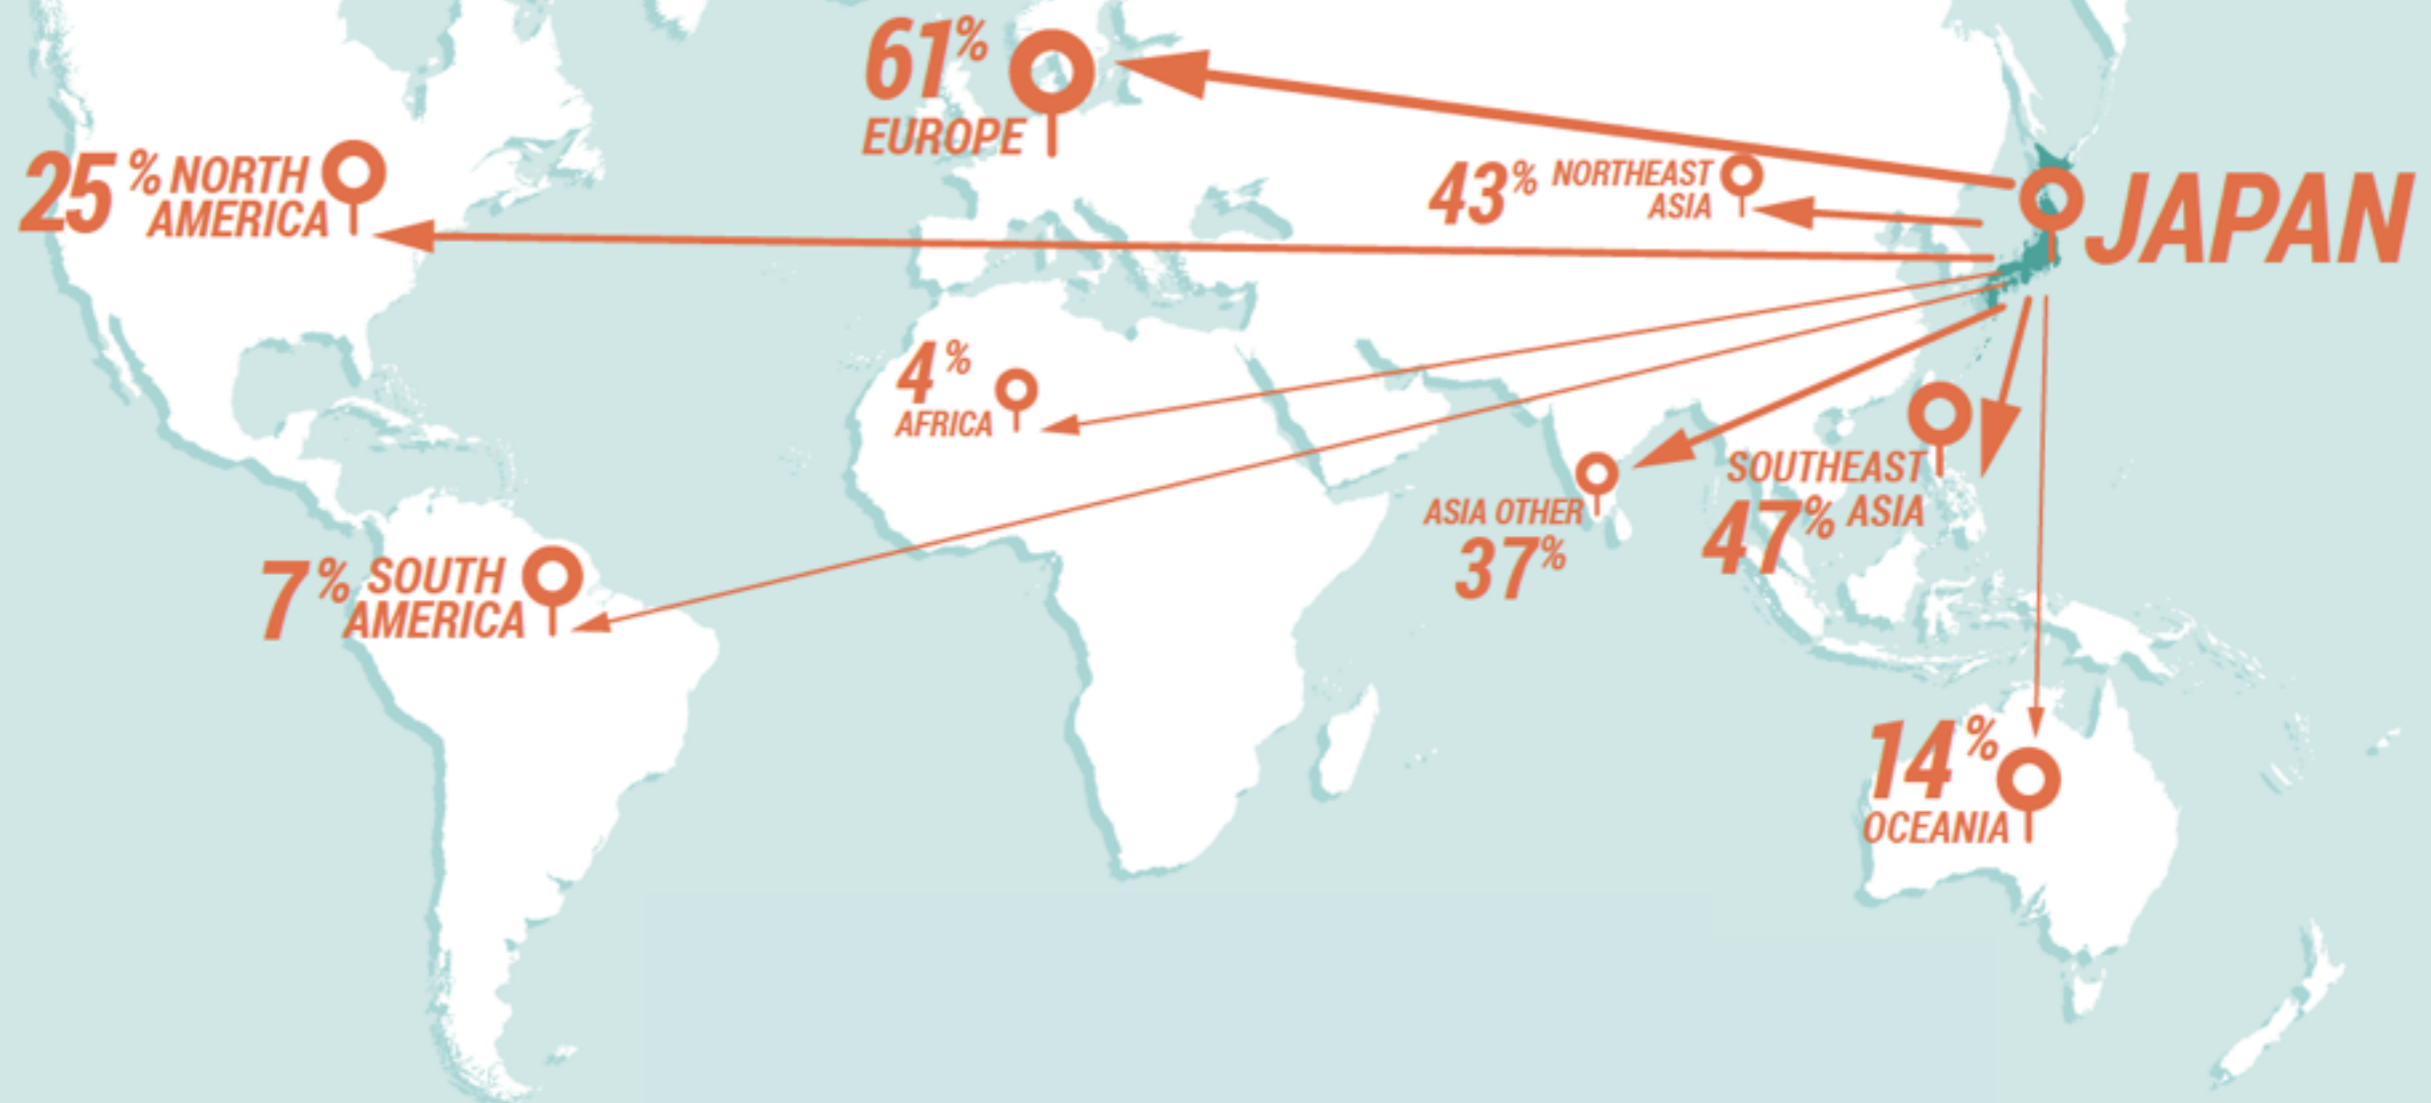 61%
EUROPE
25% NORTH
AMERICA
43% NORTHEAST
ASIA
JAPAN
4%
AFRICA
SOUTHEAST
47% ASIA
ASIA OTHER
37%
7% SOUTH
AMERICA
14%
OCEANIA